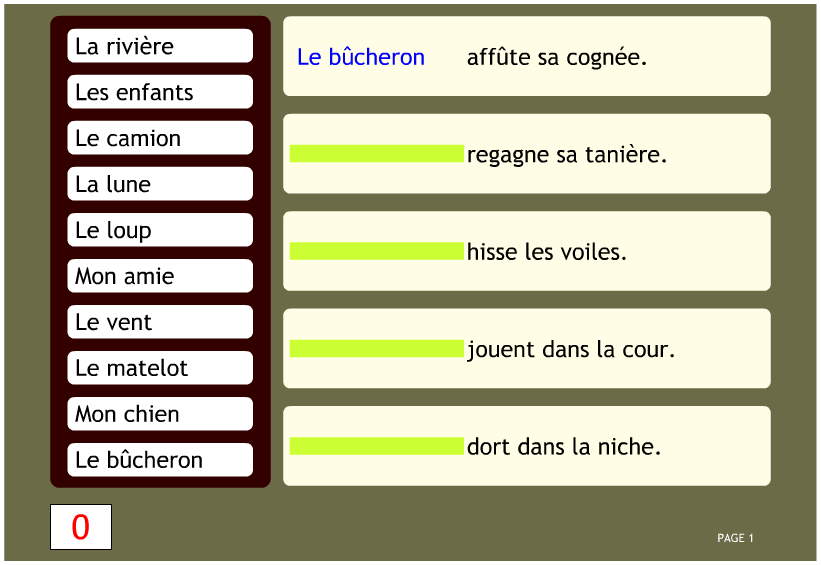 La rivière
Les enfants
Le camion
La lune
Le loup
Mon amie
Le vent
Le matelot
Mon chien
Le bûcheron
Le bûcheron affûte sa cognée.
regagne sa tanière.
hisse les voiles.
jouent dans la cour.
dort dans la niche.
0
PAGE 1